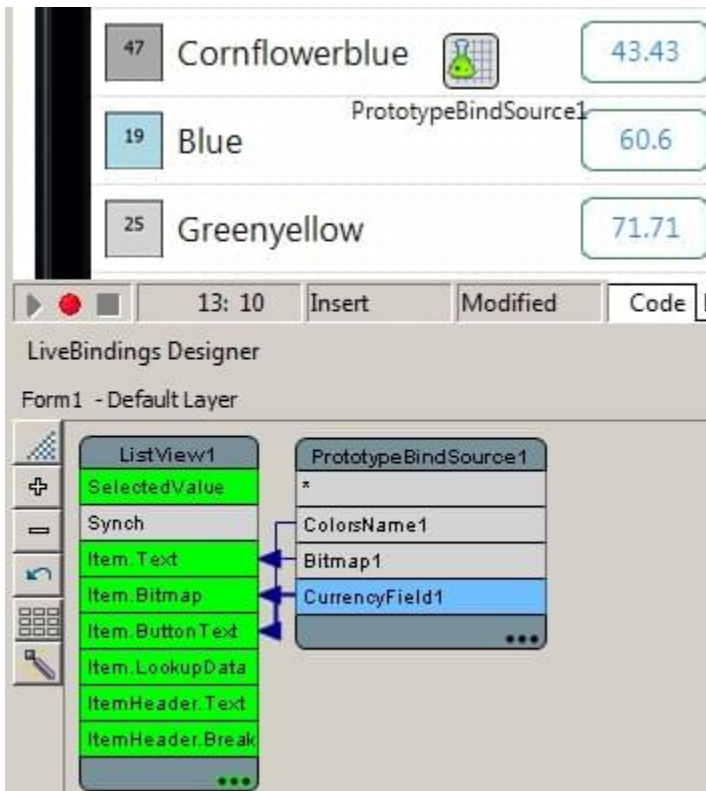 47 Cornflowerblue 43.43
PrototypeBindSource1
19 Blue 60.6
25 Greenyellow 71.71
13: 10 Insert Modified Code
LiveBindings Designer
Form1 - Default Layer
ListView1
SelectedValue
Synch
Item.Text
Item.Bitmap
Item.ButtonText
Item.LookupData
ItemHeader.Text
ItemHeader.Break
PrototypeBindSource1
*
ColorsName1
Bitmap1
CurrencyField1